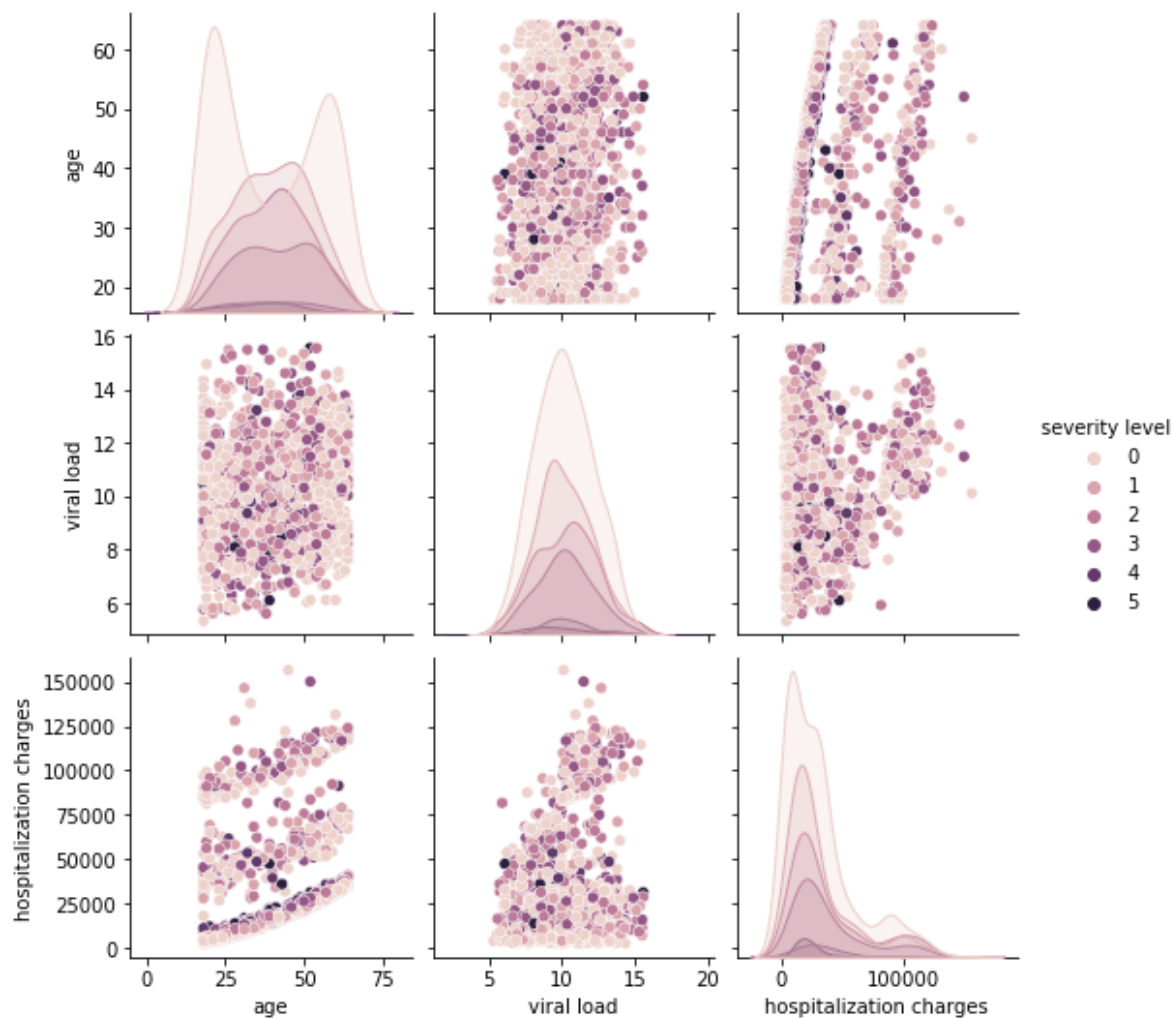 60
50
40
30
20
age
16
14
12
10
8
6
viral load
severity level
0
1
2
3
4
5
150000
125000
100000
75000
50000
25000
0
hospitalization charges
0 25 50 75
5 10 15 20
0 100000
age
viral load
hospitalization charges